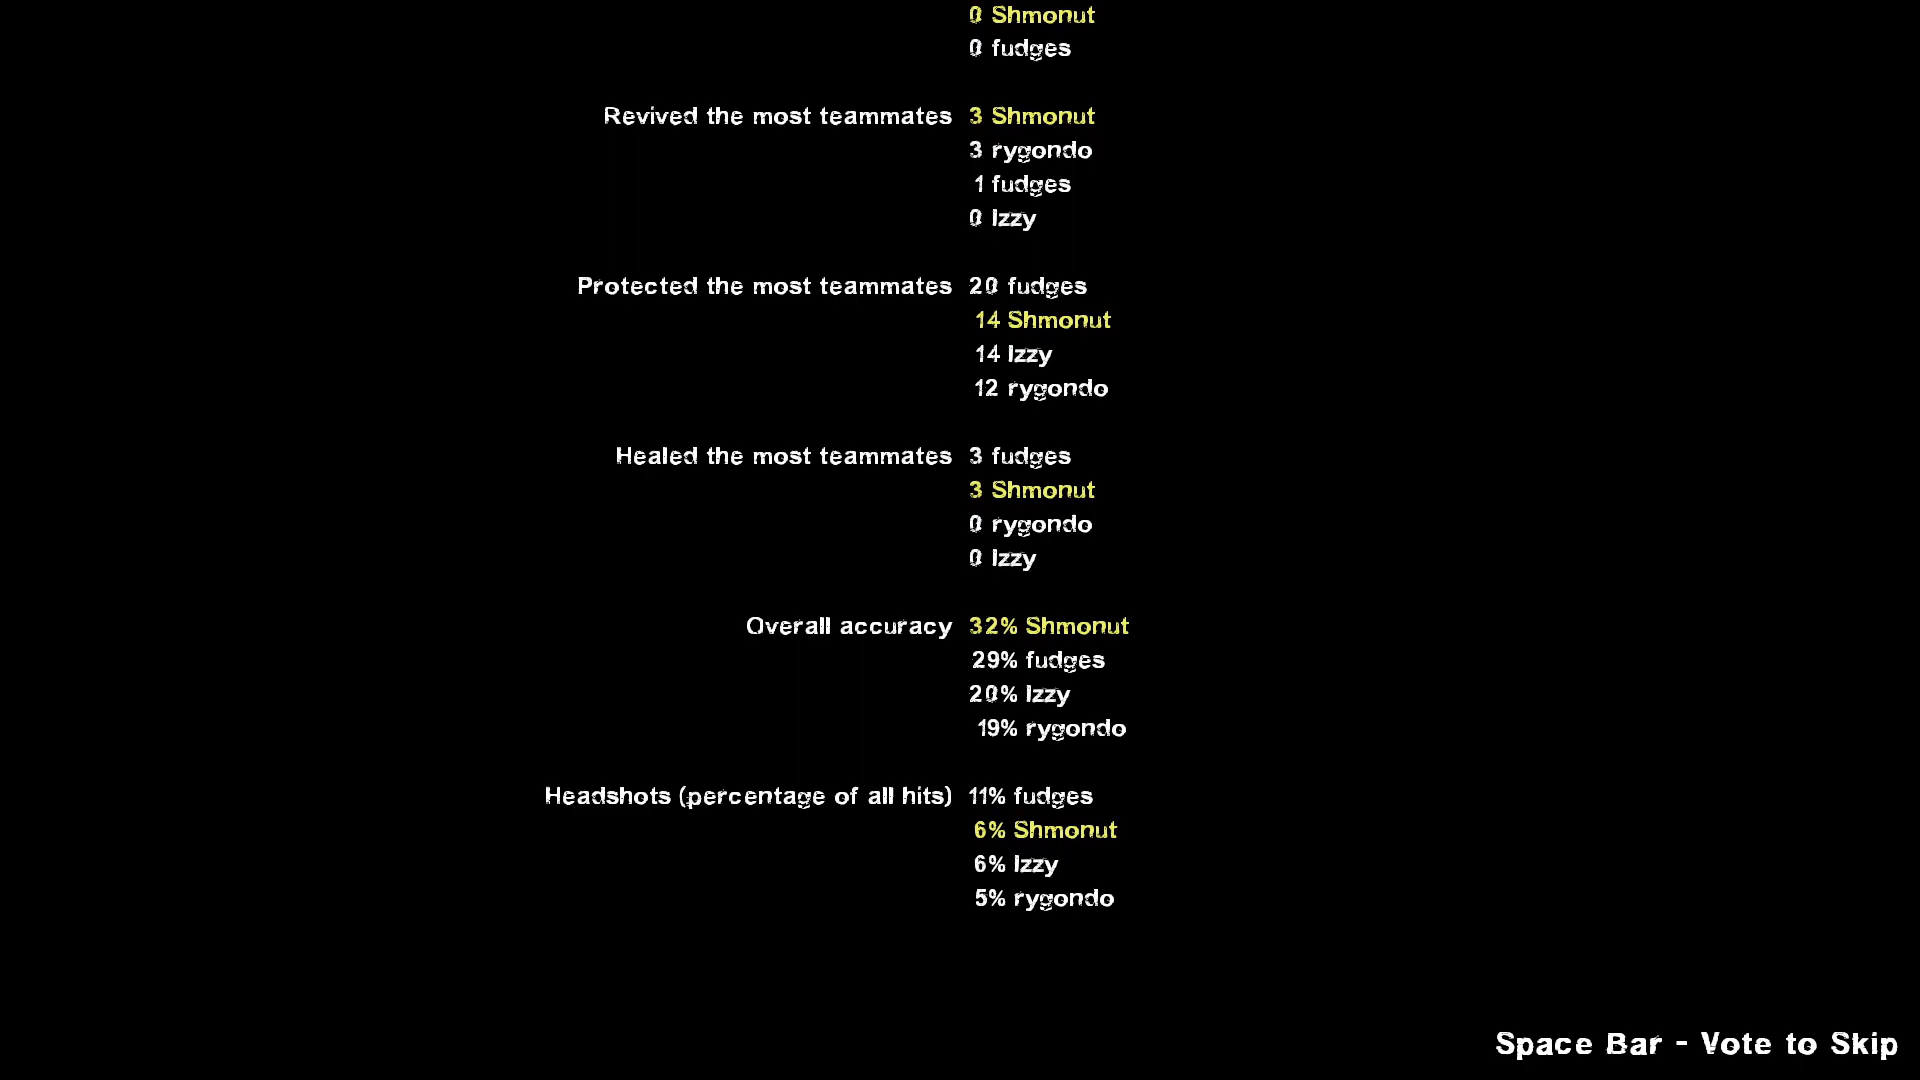 0 Shmonut
0 fudges
Revived the most teammates 3 Shmonut
3 rygondo
1 fudges
0 Izzy
Protected the most teammates 20 fudges
14 Shmonut
14 Izzy
12 rygondo
Healed the most teammates 3 fudges
3 Shmonut
0 rygondo
0 Izzy
Overall accuracy 32% Shmonut
29% fudges
20% Izzy
19% rygondo
Headshots (percentage of all hits) 11% fudges
6% Shmonut
6% Izzy
5% rygondo
Space Bar - Vote to Skip